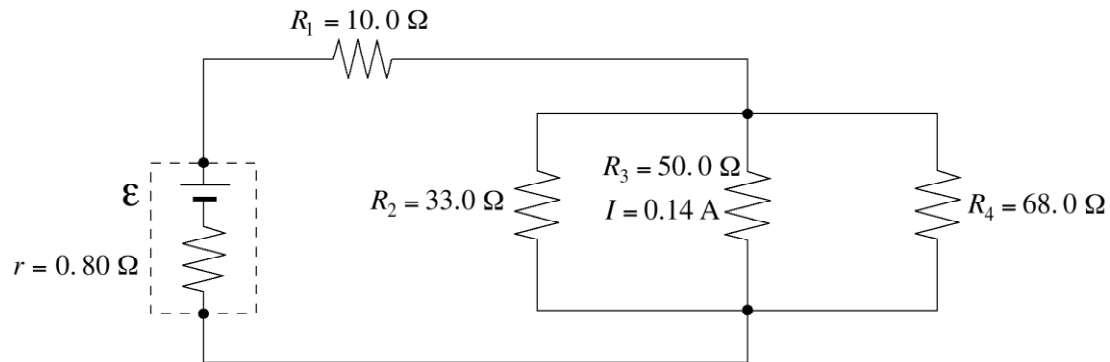 R₁ = 10.0 Ω
ε
r = 0.80 Ω
R₂ = 33.0 Ω
R₃ = 50.0 Ω
I = 0.14 A
R₄ = 68.0 Ω